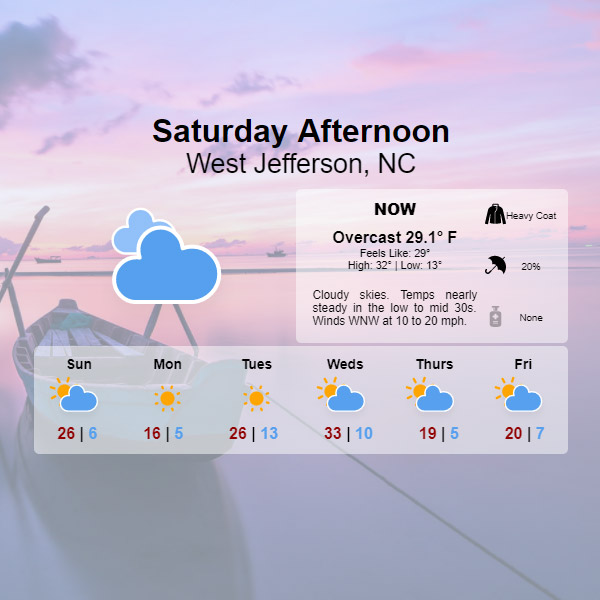 Saturday Afternoon
West Jefferson, NC
NOW
Overcast 29.1° F
Feels Like: 29°
High: 32° | Low: 13°
Cloudy skies. Temps nearly
steady in the low to mid 30s.
Winds WNW at 10 to 20 mph.
Heavy Coat
20%
None
Sun Mon Tues Weds Thurs Fri
26 | 6 16 | 5 26 | 13 33 | 10 19 | 5 20 | 7